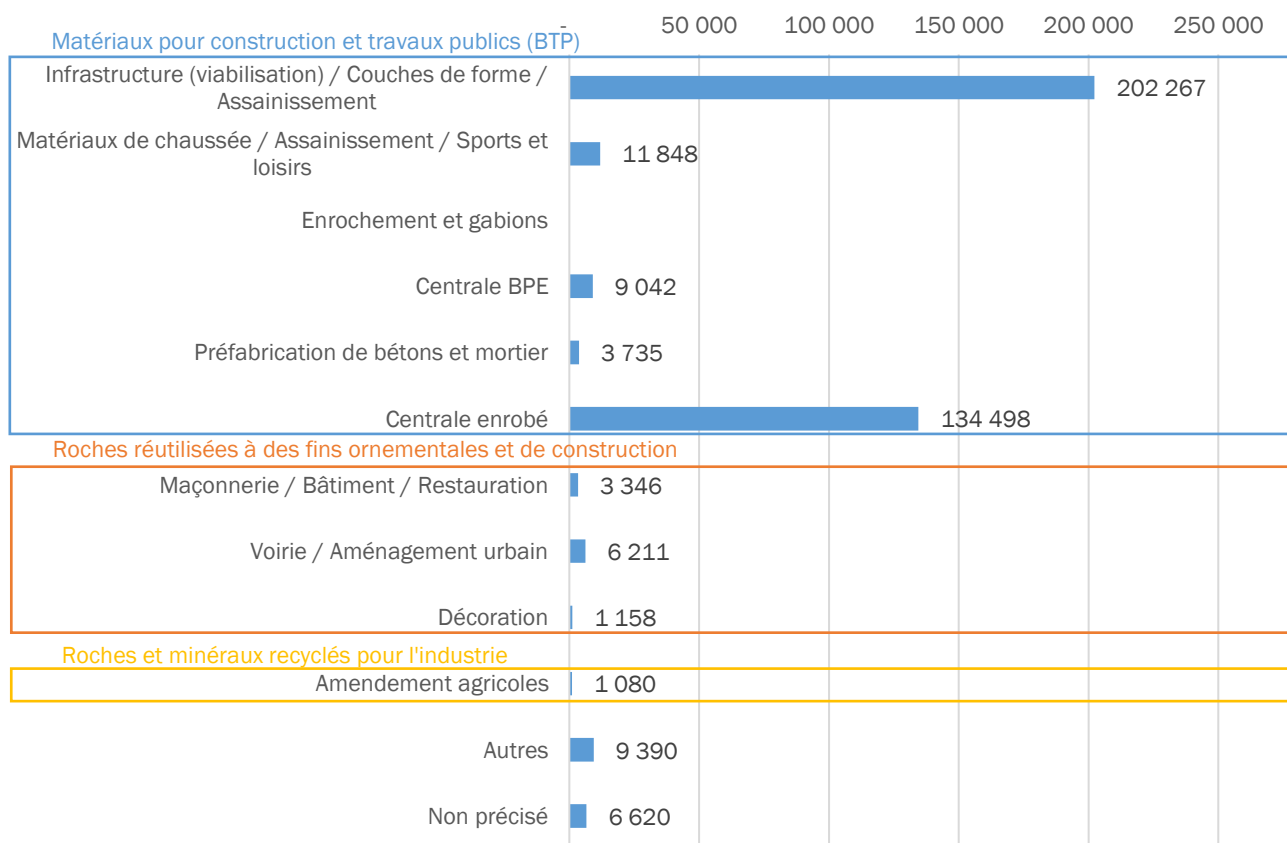 - 50 000 100 000 150 000 200 000 250 000
Matériaux pour construction et travaux publics (BTP)
Infrastructure (viabilisation) / Couches de forme /
Assainissement
202 267
Matériaux de chaussée / Assainissement / Sports et
loisirs
11 848
Enrochement et gabions
Centrale BPE
9 042
Préfabrication de bétons et mortier
3 735
Centrale enrobé
134 498
Roches réutilisées à des fins ornementales et de construction
Maçonnerie / Bâtiment / Restauration
3 346
Voirie / Aménagement urbain
6 211
Décoration
1 158
Roches et minéraux recyclés pour l'industrie
Amendement agricoles
1 080
Autres
9 390
Non précisé
6 620